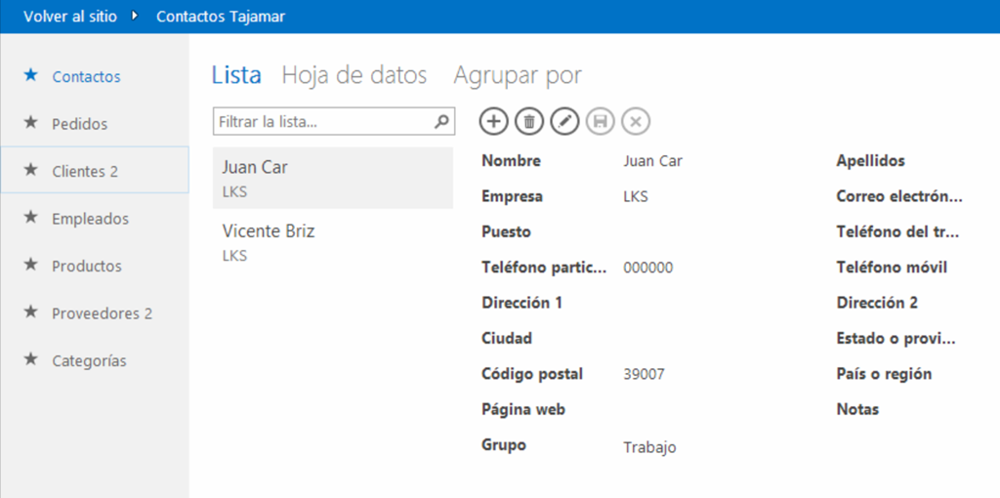 Volver al sitio Contactos Tajamar
Contactos
Pedidos
Clientes 2
Empleados
Productos
Proveedores 2
Categorías
Lista Hoja de datos Agrupar por
Filtrar la lista...
Juan Car
LKS
Vicente Briz
LKS
Nombre Juan Car Apellidos
Empresa LKS Correo electrón...
Puesto Teléfono del tr...
Teléfono partic... 000000 Teléfono móvil
Dirección 1 Dirección 2
Ciudad Estado o provi...
Código postal 39007 País o región
Página web Notas
Grupo Trabajo